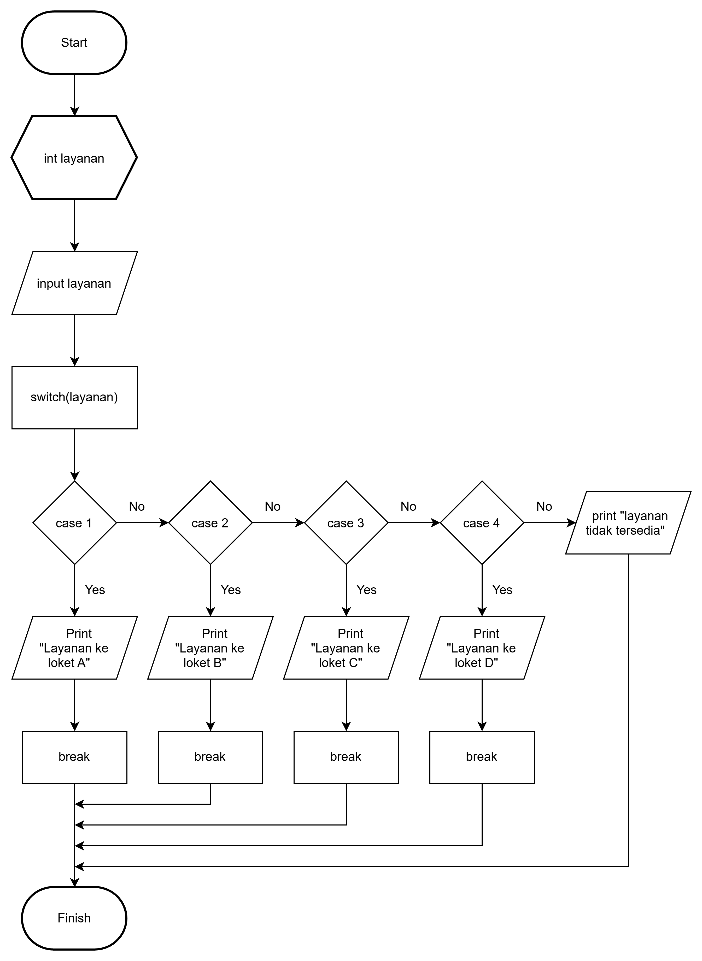 Start
int layanan
input layanan
switch(layanan)
case 1
No
case 2
No
case 3
No
case 4
No
print "layanan
tidak tersedia"
Yes
Yes
Yes
Yes
Print
"Layanan ke
loket A"
Print
"Layanan ke
loket B"
Print
"Layanan ke
loket C"
Print
"Layanan ke
loket D"
break
break
break
break
Finish